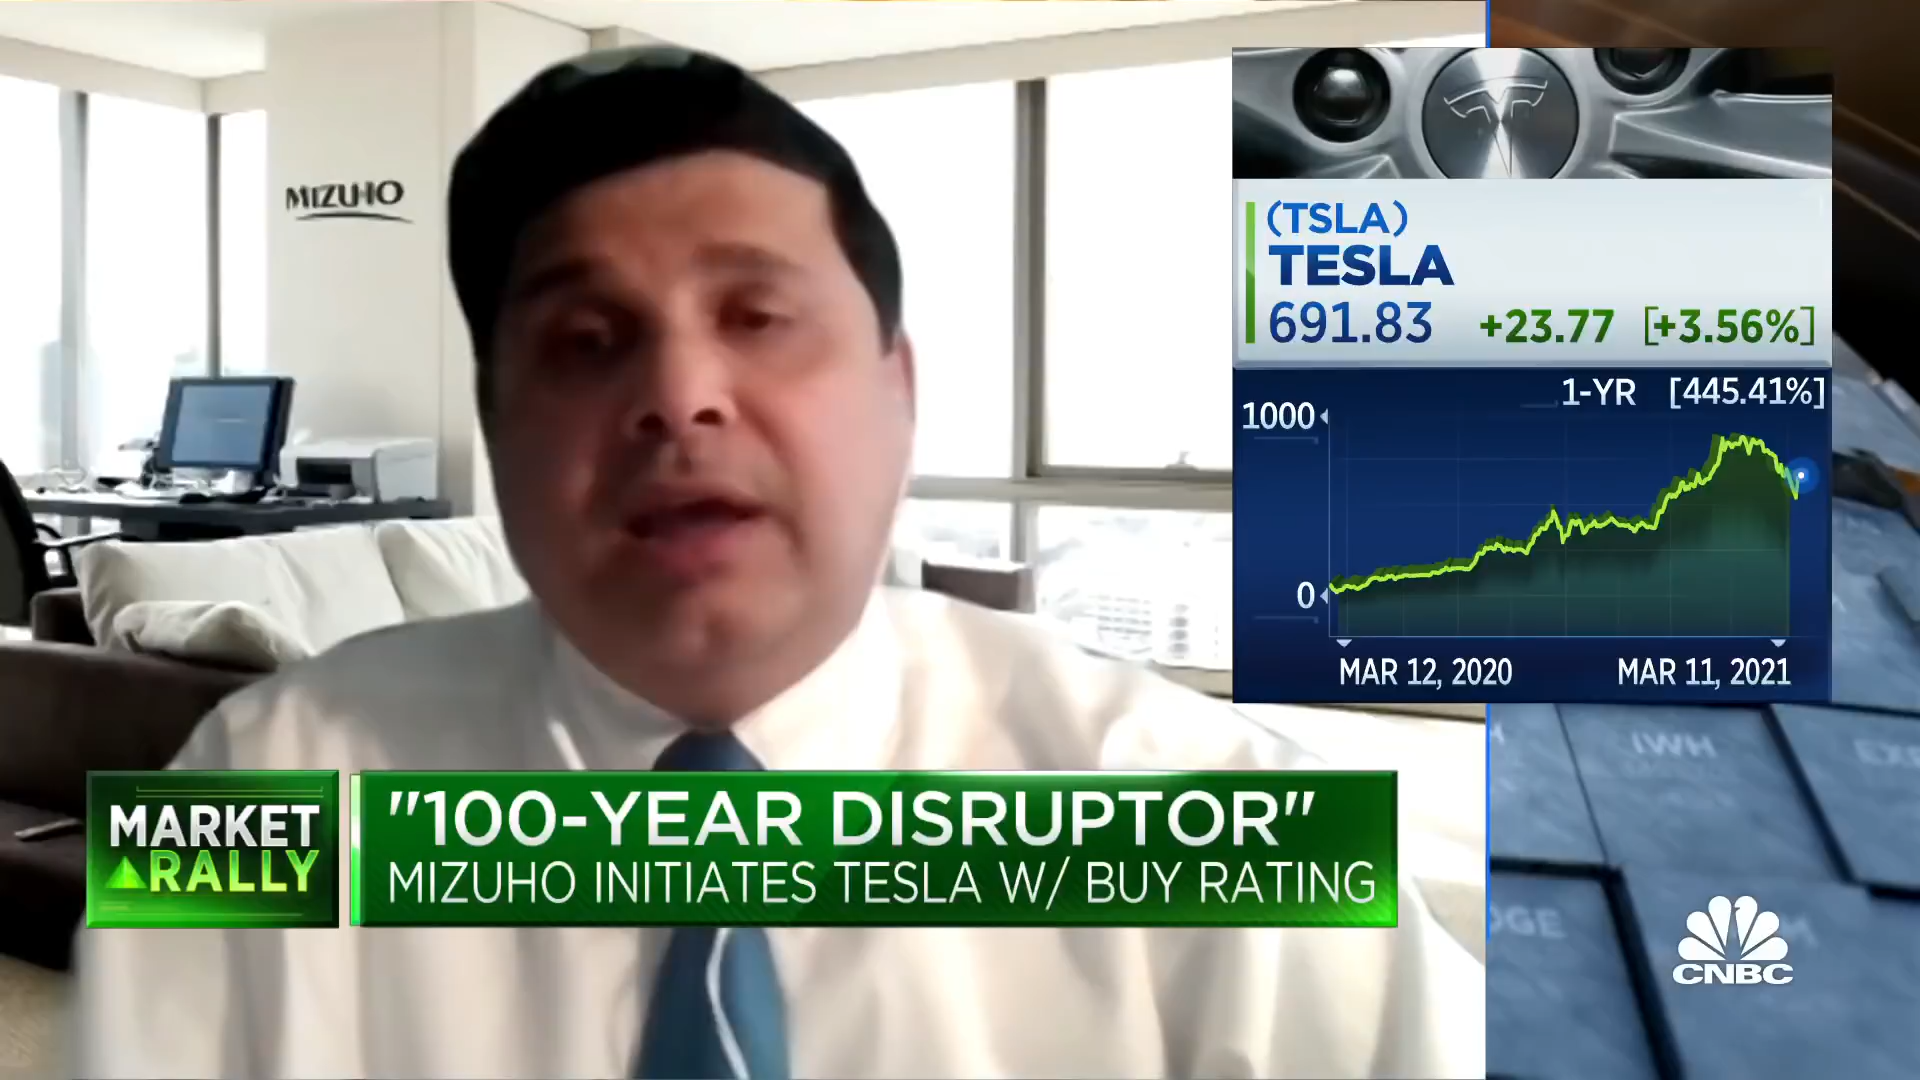 MIZUHO
(TSLA)
TESLA
691.83 +23.77 [+3.56%]
1-YR [445.41%]
1000
0
MAR 12, 2020 MAR 11, 2021
MARKET
RALLY
"100-YEAR DISRUPTOR"
MIZUHO INITIATES TESLA W/ BUY RATING
IWH
CNBC